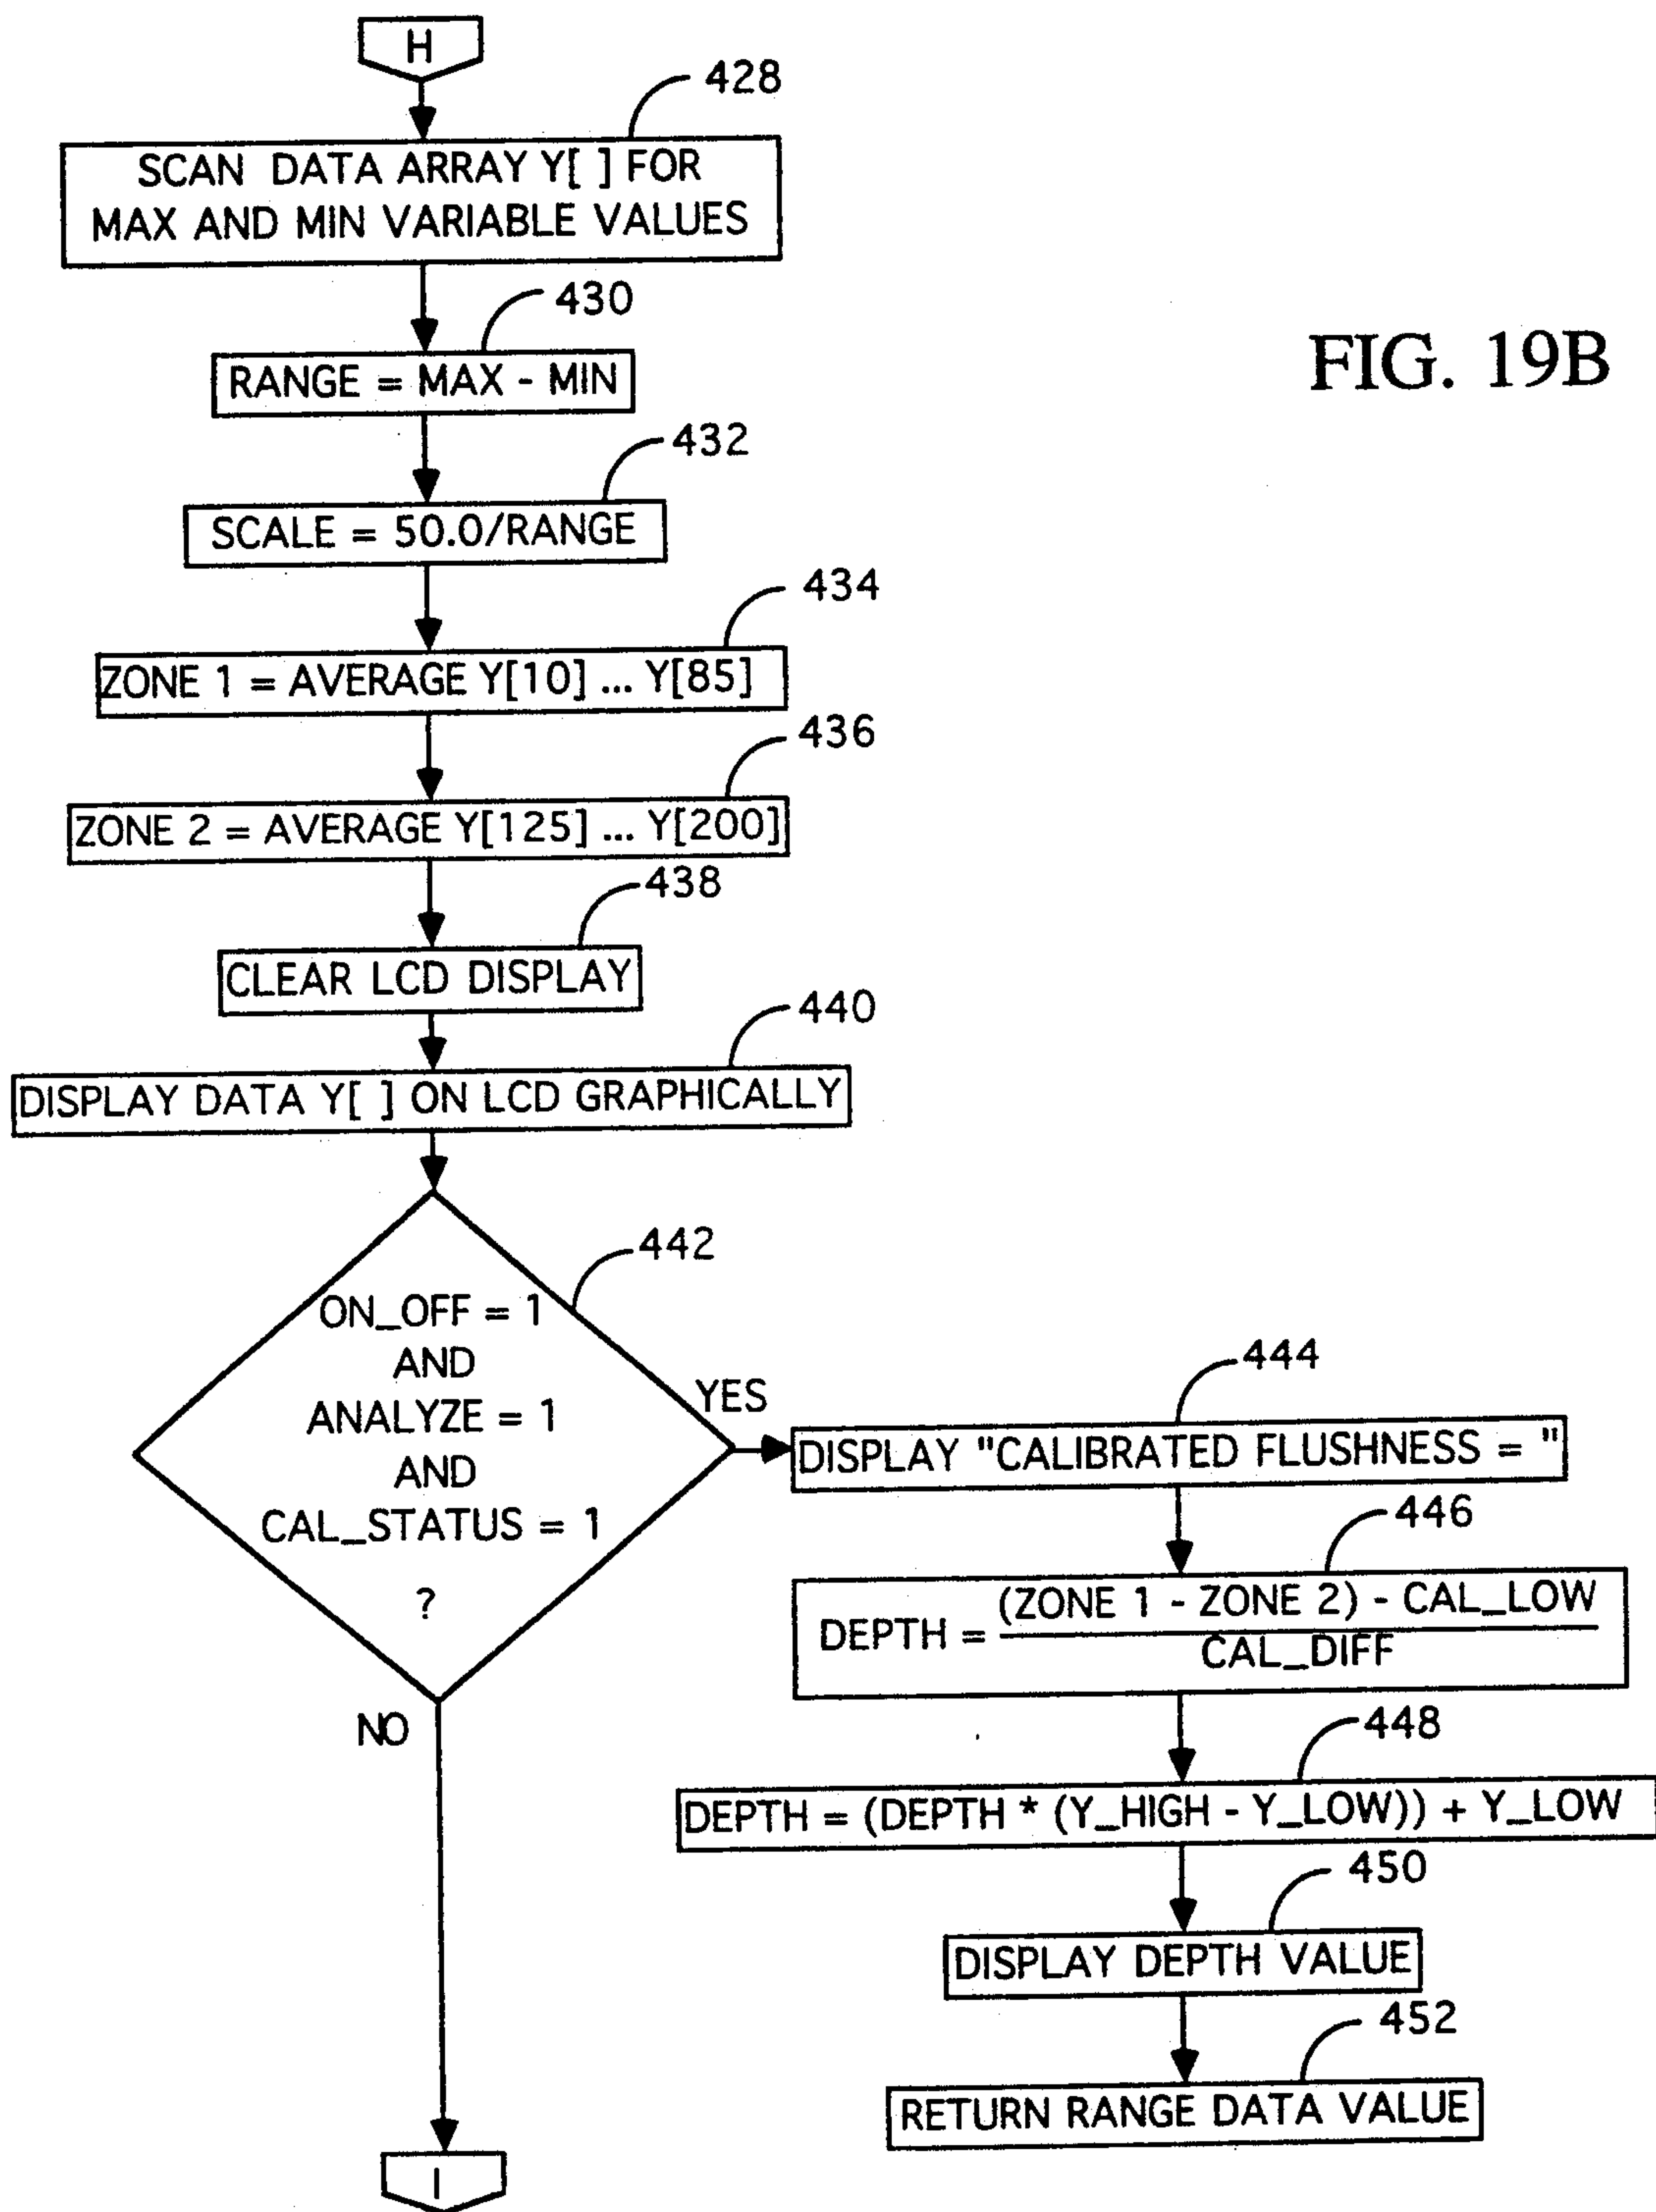 H
428
SCAN DATA ARRAY Y[ ] FOR
MAX AND MIN VARIABLE VALUES
430
RANGE = MAX - MIN
FIG. 19B
432
SCALE = 50.0/RANGE
434
ZONE 1 = AVERAGE Y[10] ... Y[85]
436
ZONE 2 = AVERAGE Y[125] ... Y[200]
438
CLEAR LCD DISPLAY
440
DISPLAY DATA Y[ ] ON LCD GRAPHICALLY
442
ON_OFF = 1
AND
ANALYZE = 1
AND
CAL_STATUS = 1
?
YES
NO
444
DISPLAY "CALIBRATED FLUSHNESS = "
446
(ZONE 1 - ZONE 2) - CAL_LOW
DEPTH =
CAL_DIFF
448
DEPTH = (DEPTH * (Y_HIGH - Y_LOW)) + Y_LOW
450
DISPLAY DEPTH VALUE
452
RETURN RANGE DATA VALUE
I